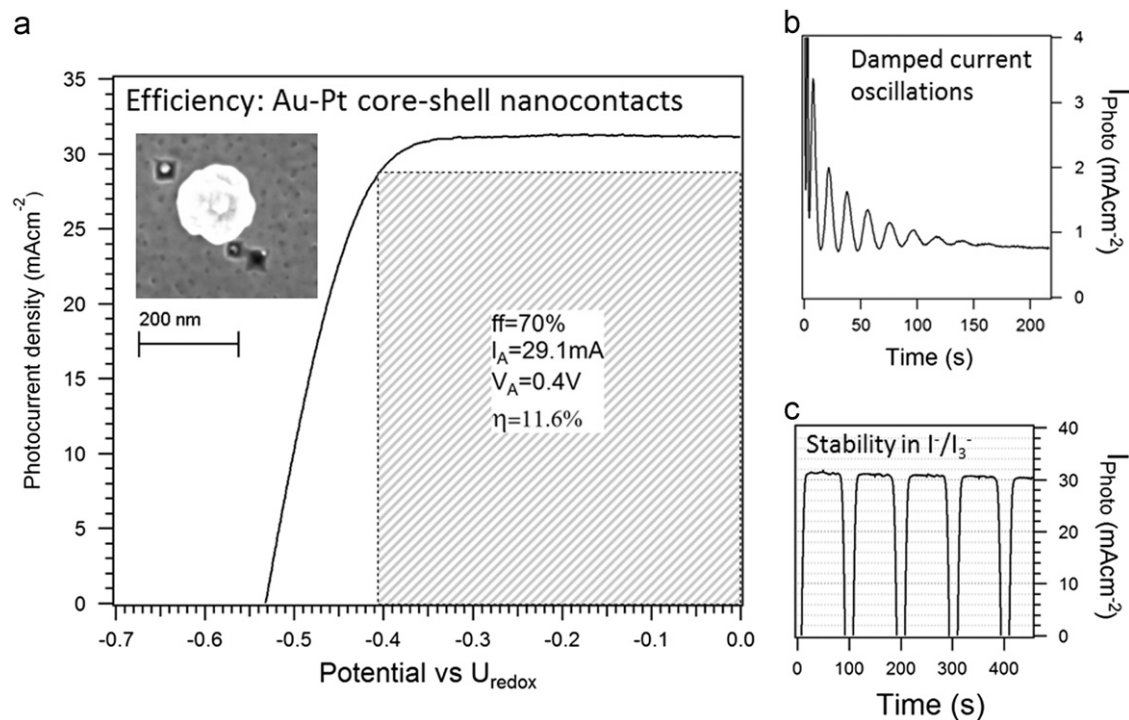 a
Efficiency: Au-Pt core-shell nanocontacts
200 nm
ff=70%
I_A=29.1mA
V_A=0.4V
η=11.6%
Photocurrent density (mAcm⁻²)
35
30
25
20
15
10
5
0
-0.7 -0.6 -0.5 -0.4 -0.3 -0.2 -0.1 0.0
Potential vs U_redox
b
Damped current
oscillations
4
3
2
1
0
I_Photo (mAcm⁻²)
0 50 100 150 200
Time (s)
c
Stability in I⁻/I₃⁻
40
30
20
10
0
I_Photo (mAcm⁻²)
0 100 200 300 400
Time (s)